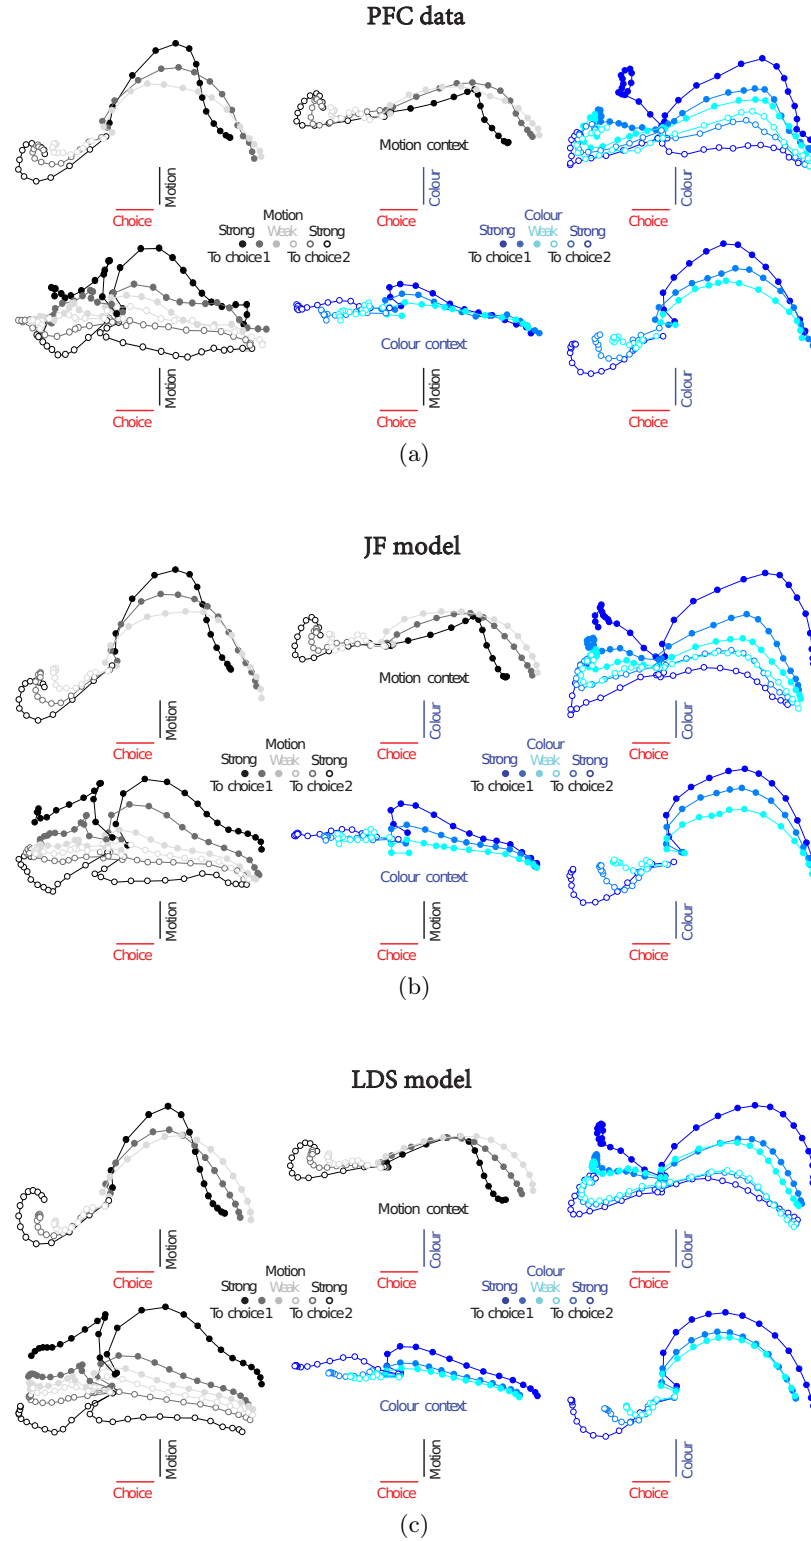 PFC data
Motion context
Motion
Colour
Colour
Choice
Choice
Choice
Motion
Colour
Strong Weak Strong
Strong Weak Strong
To choice1 To choice2
To choice1 To choice2
Colour context
Motion
Motion
Colour
Choice
Choice
Choice
(a)
JF model
Motion context
Motion
Colour
Colour
Choice
Choice
Choice
Motion
Colour
Strong Weak Strong
Strong Weak Strong
To choice1 To choice2
To choice1 To choice2
Colour context
Motion
Motion
Colour
Choice
Choice
Choice
(b)
LDS model
Motion context
Motion
Colour
Colour
Choice
Choice
Choice
Motion
Colour
Strong Weak Strong
Strong Weak Strong
To choice1 To choice2
To choice1 To choice2
Colour context
Motion
Motion
Colour
Choice
Choice
Choice
(c)